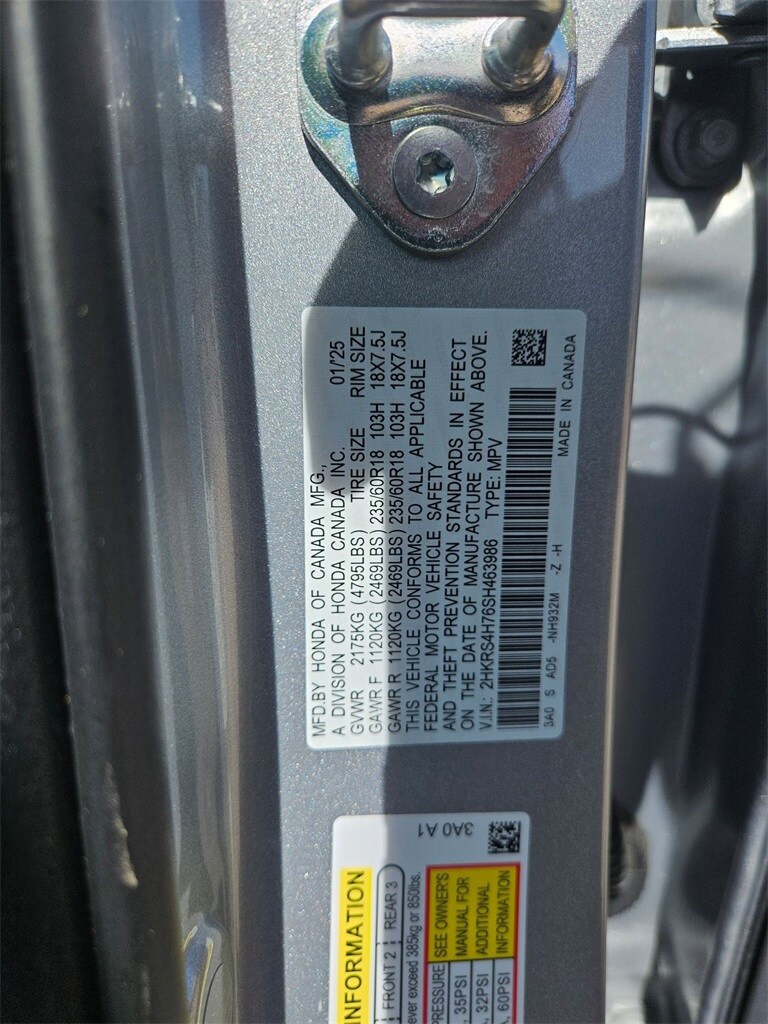 MFD.BY HONDA OF CANADA MFG.,
A DIVISION OF HONDA CANADA INC. 01/'25
GVWR 2175KG (4795LBS) TIRE SIZE RIM SIZE
GAWR F 1120KG (2469LBS) 235/60R18 103H 18X7.5J
GAWR R 1120KG (2469LBS) 235/60R18 103H 18X7.5J
THIS VEHICLE CONFORMS TO ALL APPLICABLE
FEDERAL MOTOR VEHICLE SAFETY
AND THEFT PREVENTION STANDARDS IN EFFECT
ON THE DATE OF MANUFACTURE SHOWN ABOVE.
V.I.N.: 2HKRS4H76SH463986 TYPE: MPV
3A0 S AD5 -NH932M -Z -H
MADE IN CANADA
3A0 A1
INFORMATION
FRONT 2 REAR 3
ever exceed 385kg or 850lbs.
PRESSURE SEE OWNER'S
, 35PSI MANUAL FOR
, 32PSI ADDITIONAL
, 60PSI INFORMATION